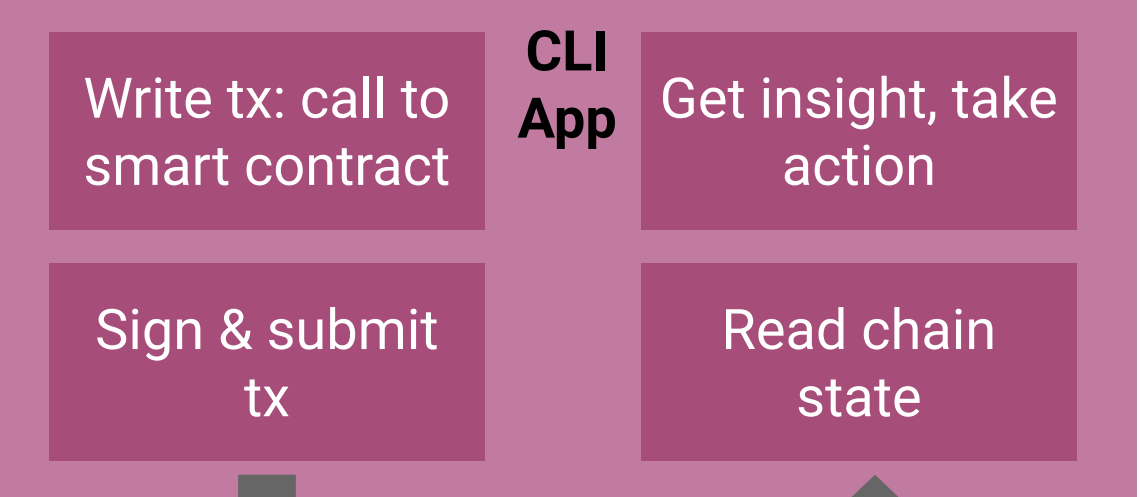 Write tx: call to
smart contract
CLI
App
Get insight, take
action
Sign & submit
tx
Read chain
state